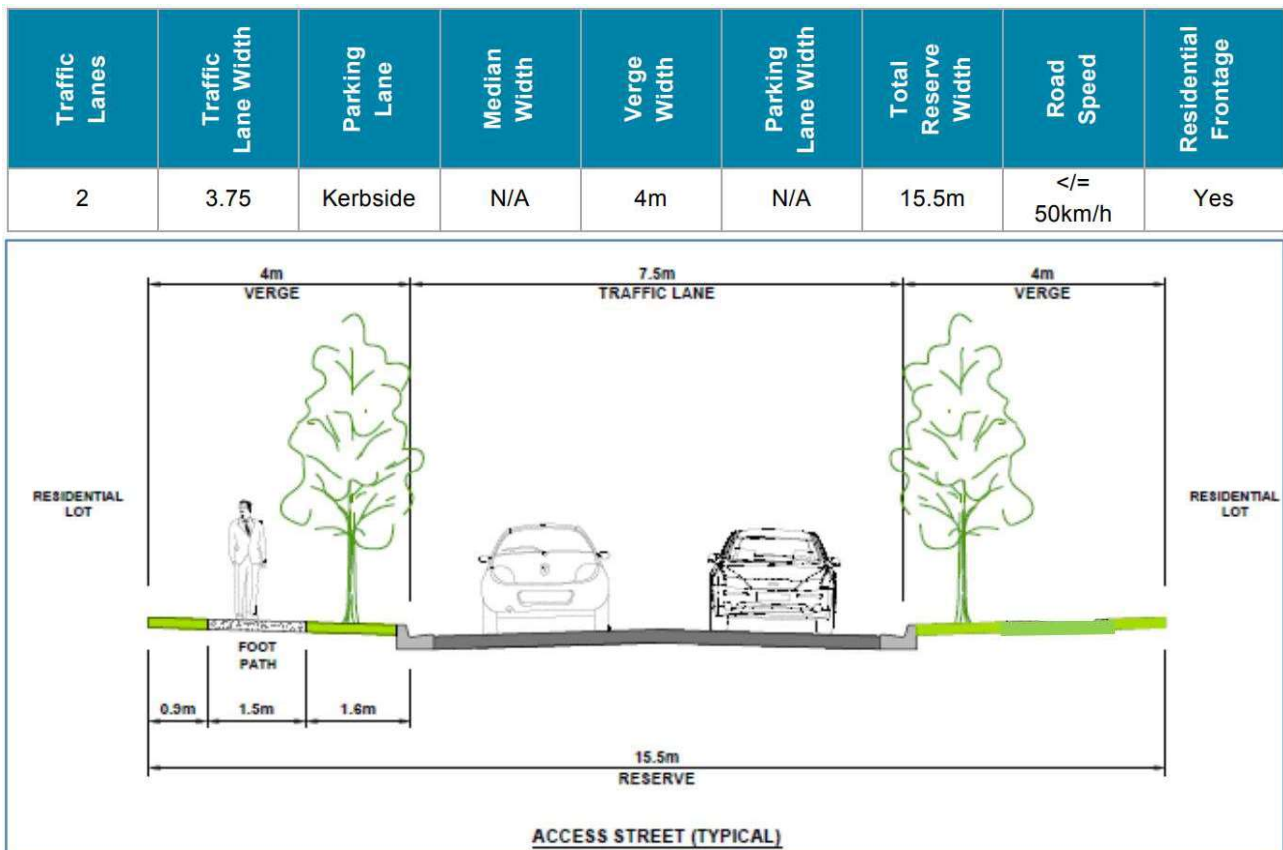 Traffic
Lanes
Traffic
Lane Width
Parking
Lane
Median
Width
Verge
Width
Parking
Lane Width
Total
Reserve
Width
Road
Speed
Residential
Frontage
2
3.75
Kerbside
N/A
4m
N/A
15.5m
</=
50km/h
Yes
4m
VERGE
7.5m
TRAFFIC LANE
4m
VERGE
RESIDENTIAL
LOT
RESIDENTIAL
LOT
FOOT
PATH
0.9m
1.5m
1.6m
15.5m
RESERVE
ACCESS STREET (TYPICAL)